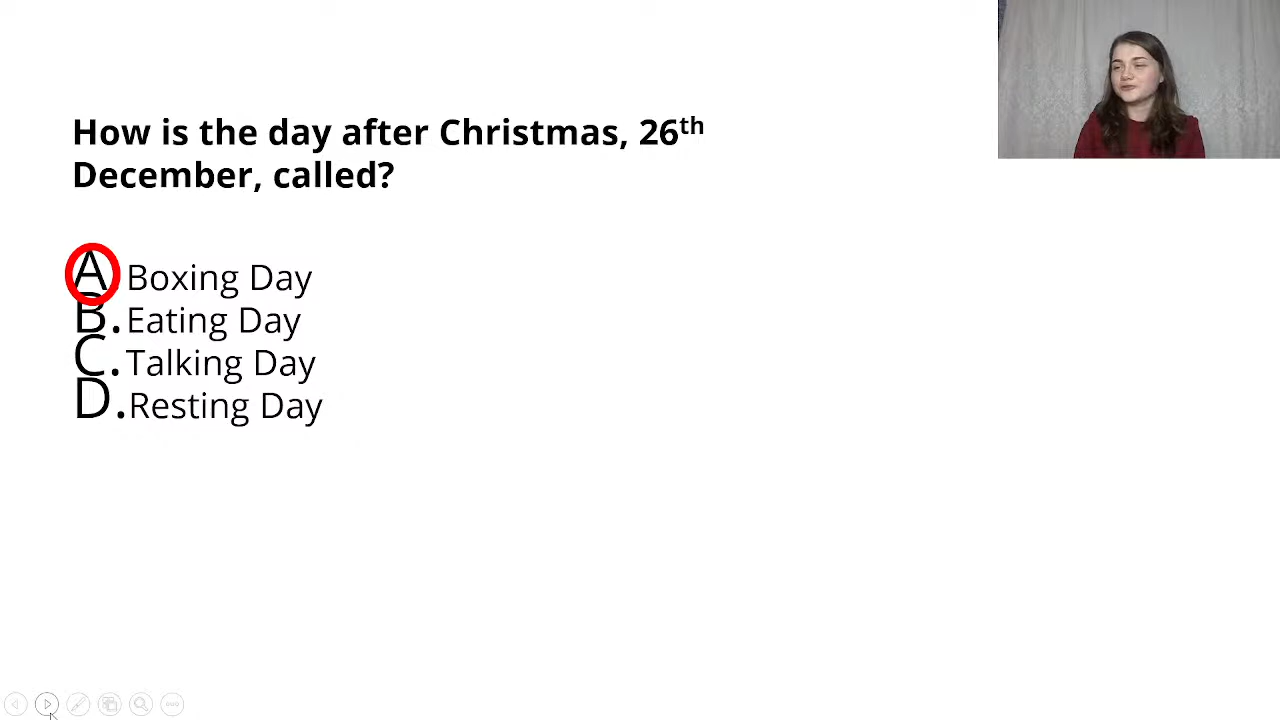 How is the day after Christmas, 26th
December, called?
A. Boxing Day
B. Eating Day
C. Talking Day
D. Resting Day